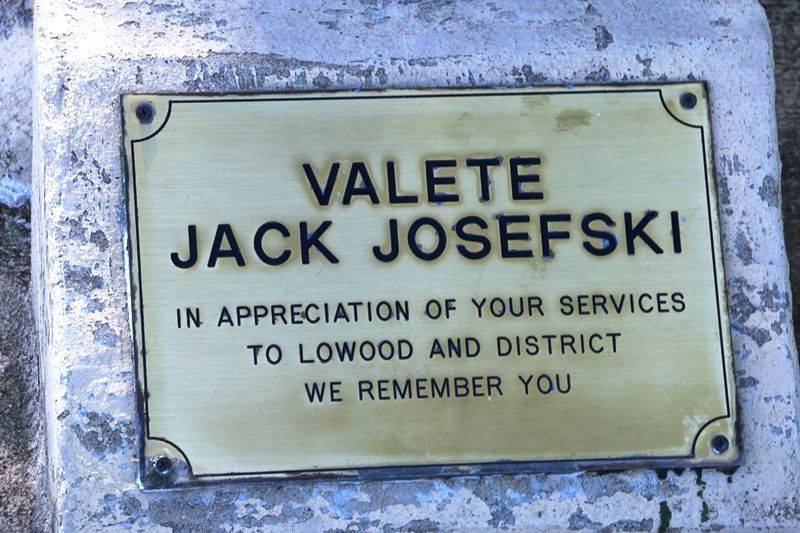 VALETE
JACK JOSEFSKI
IN APPRECIATION OF YOUR SERVICES
TO LOWOOD AND DISTRICT
WE REMEMBER YOU